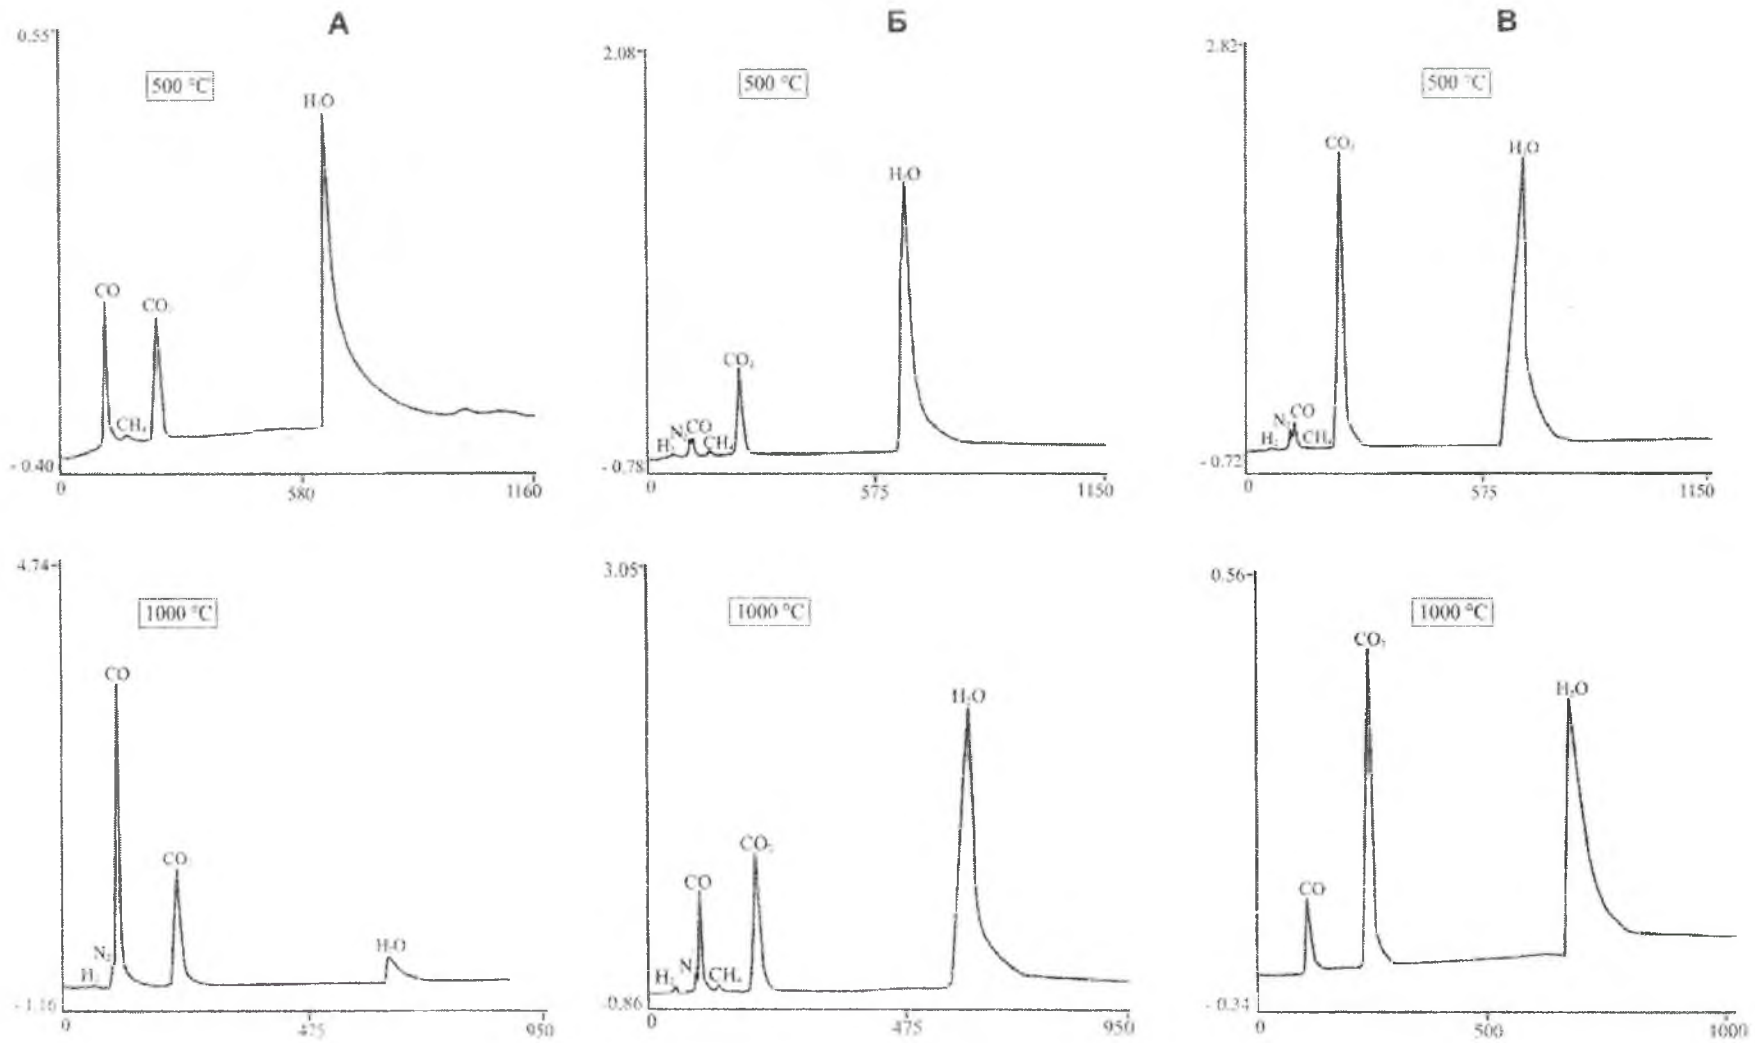 А
Б
В
0.55
500 °C
H₂O
CO
CO₂
CH₄
- 0.40
0
580
1160
2.08
500 °C
H₂O
CO₂
H₂
N₂
CO
CH₄
- 0.78
0
575
1150
2.82
500 °C
CO₂
H₂O
CO
N₂
H₂
CH₄
- 0.72
0
575
1150
4.74
1000 °C
CO
CO₂
N₂
H₂
H₂O
- 1.16
0
475
950
3.05
1000 °C
H₂O
CO₂
CO
H₂
N₂
CH₄
-0.86
0
475
950
0.56
1000 °C
CO₂
H₂O
CO
- 0.34
0
500
1000